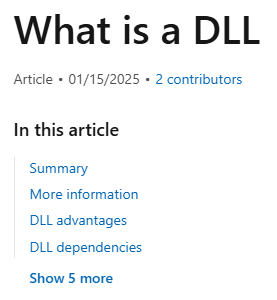 What is a DLL
Article • 01/15/2025 • 2 contributors
In this article
Summary
More information
DLL advantages
DLL dependencies
Show 5 more